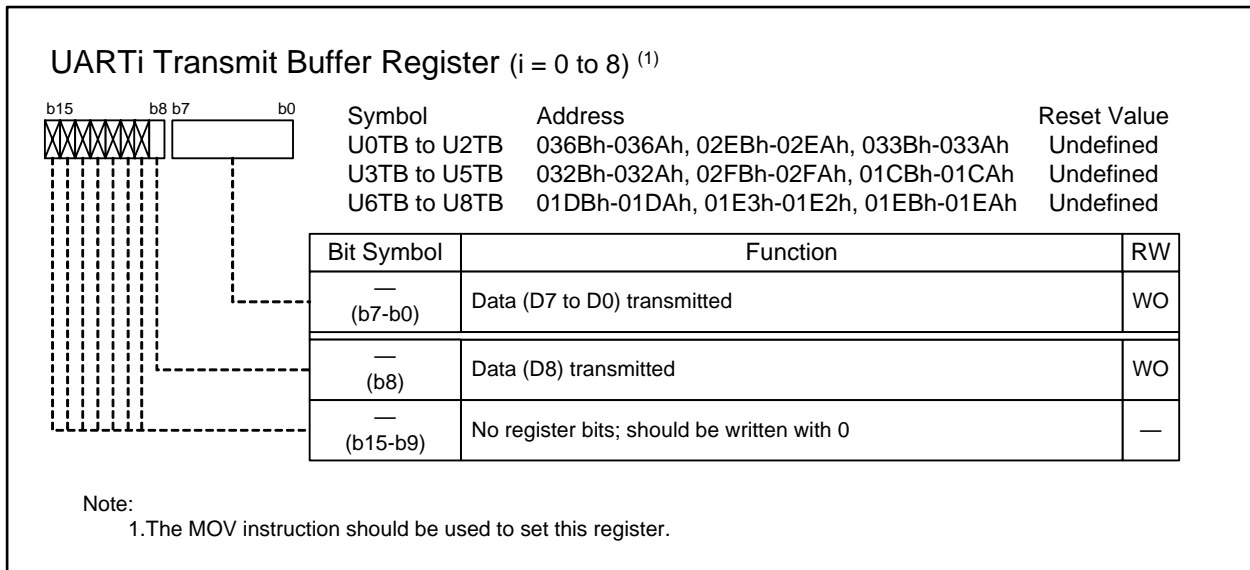 UARTi Transmit Buffer Register (i = 0 to 8) (1)
b15 b8 b7 b0
Symbol Address Reset Value
U0TB to U2TB 036Bh-036Ah, 02EBh-02EAh, 033Bh-033Ah Undefined
U3TB to U5TB 032Bh-032Ah, 02FBh-02FAh, 01CBh-01CAh Undefined
U6TB to U8TB 01DBh-01DAh, 01E3h-01E2h, 01EBh-01EAh Undefined
Bit Symbol Function RW
—
(b7-b0) Data (D7 to D0) transmitted WO
—
(b8) Data (D8) transmitted WO
—
(b15-b9) No register bits; should be written with 0 —
Note:
1.The MOV instruction should be used to set this register.